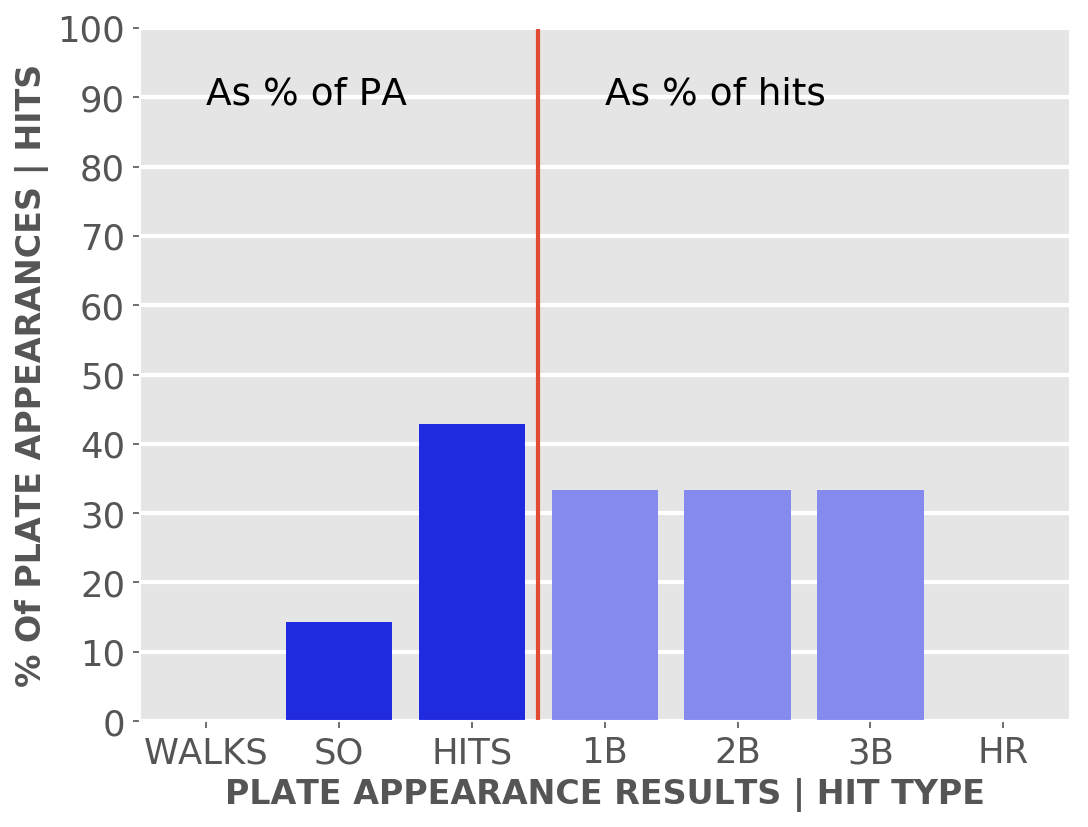 % Of PLATE APPEARANCES | HITS
100
90
80
70
60
50
40
30
20
10
0
As % of PA
As % of hits
WALKS SO HITS 1B 2B 3B HR
PLATE APPEARANCE RESULTS | HIT TYPE